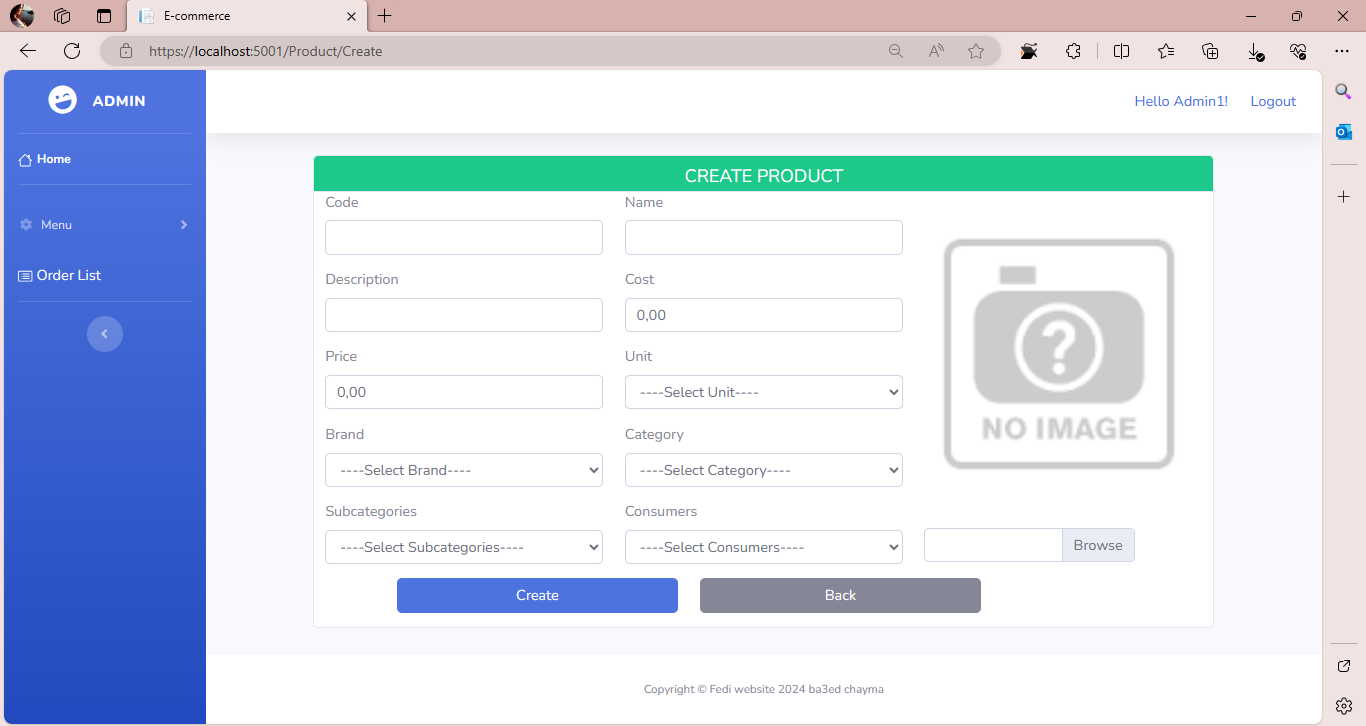 E-commerce
https://localhost:5001/Product/Create
ADMIN
Hello Admin1! Logout
Home
Menu
Order List
CREATE PRODUCT
Code Name
Description Cost
0,00
Price Unit
0,00 ----Select Unit----
NO IMAGE
Brand Category
----Select Brand---- ----Select Category----
Subcategories Consumers
----Select Subcategories---- ----Select Consumers---- Browse
Create Back
Copyright © Fedi website 2024 ba3ed chayma